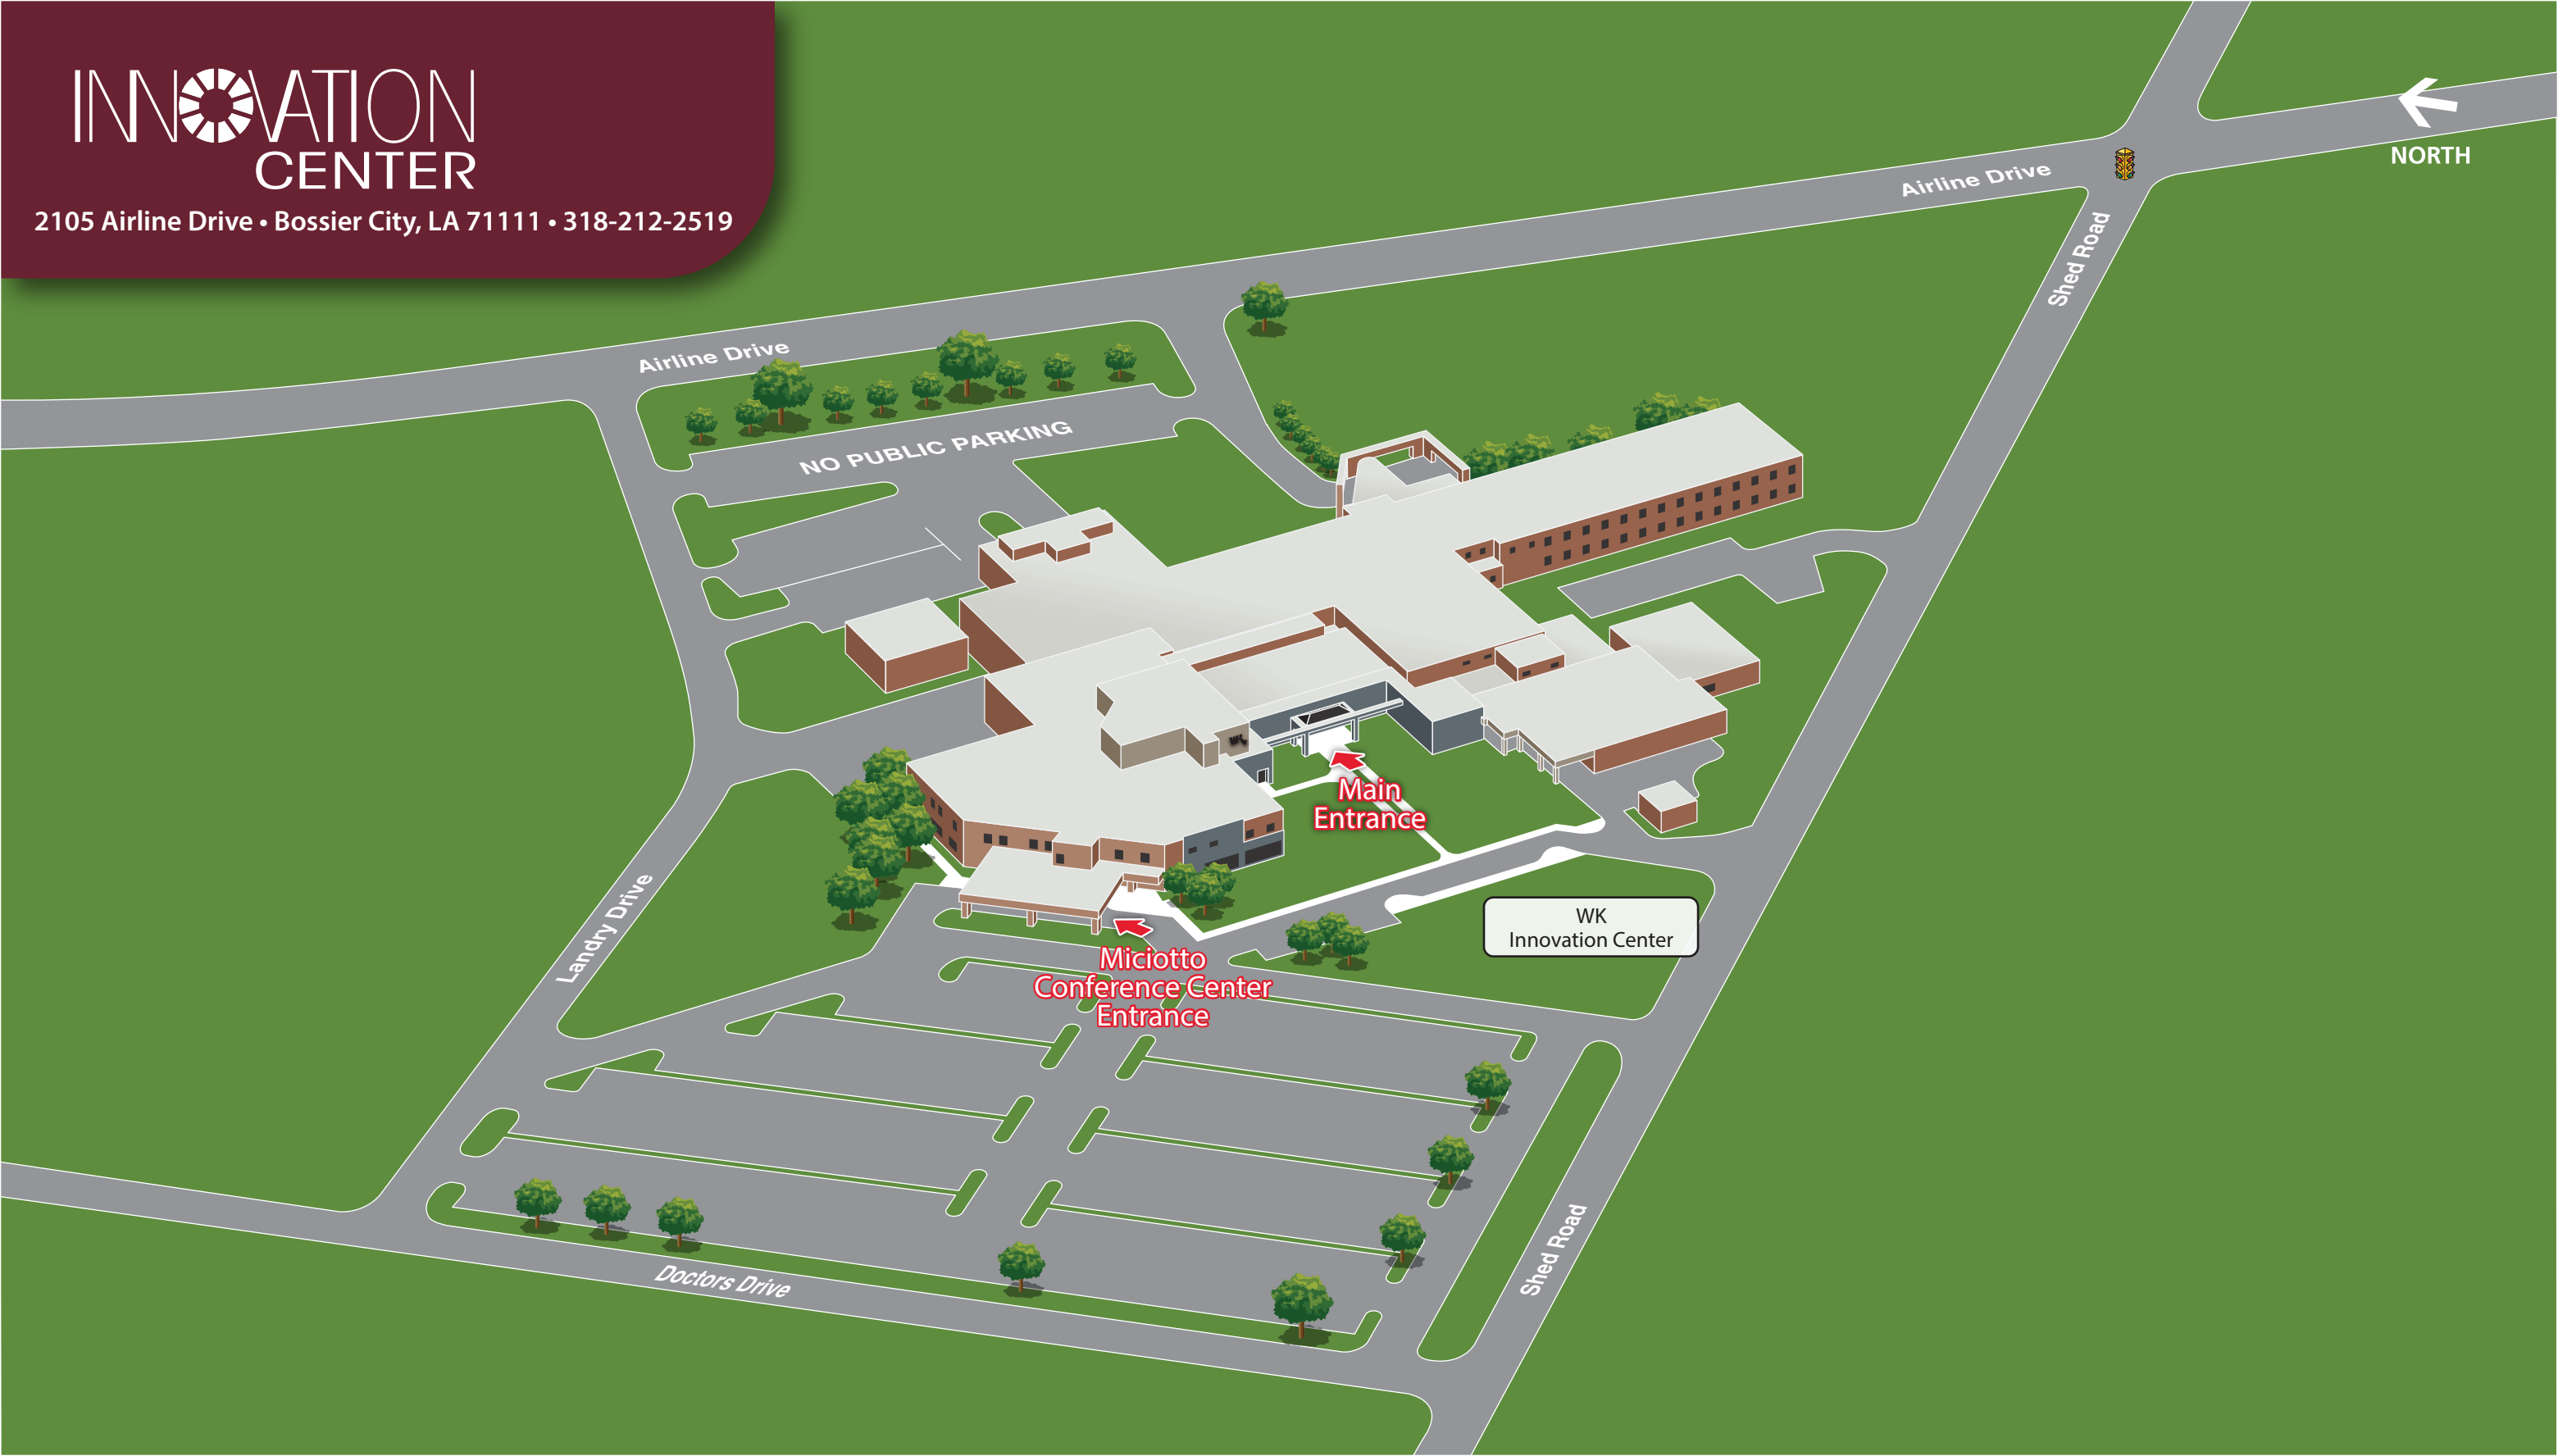 INNOVATION
CENTER
2105 Airline Drive • Bossier City, LA 71111 • 318-212-2519
NORTH
Airline Drive
Shed Road
Airline Drive
NO PUBLIC PARKING
WK
Main
Entrance
Landry Drive
WK
Innovation Center
Miciotto
Conference Center
Entrance
Shed Road
Doctors Drive